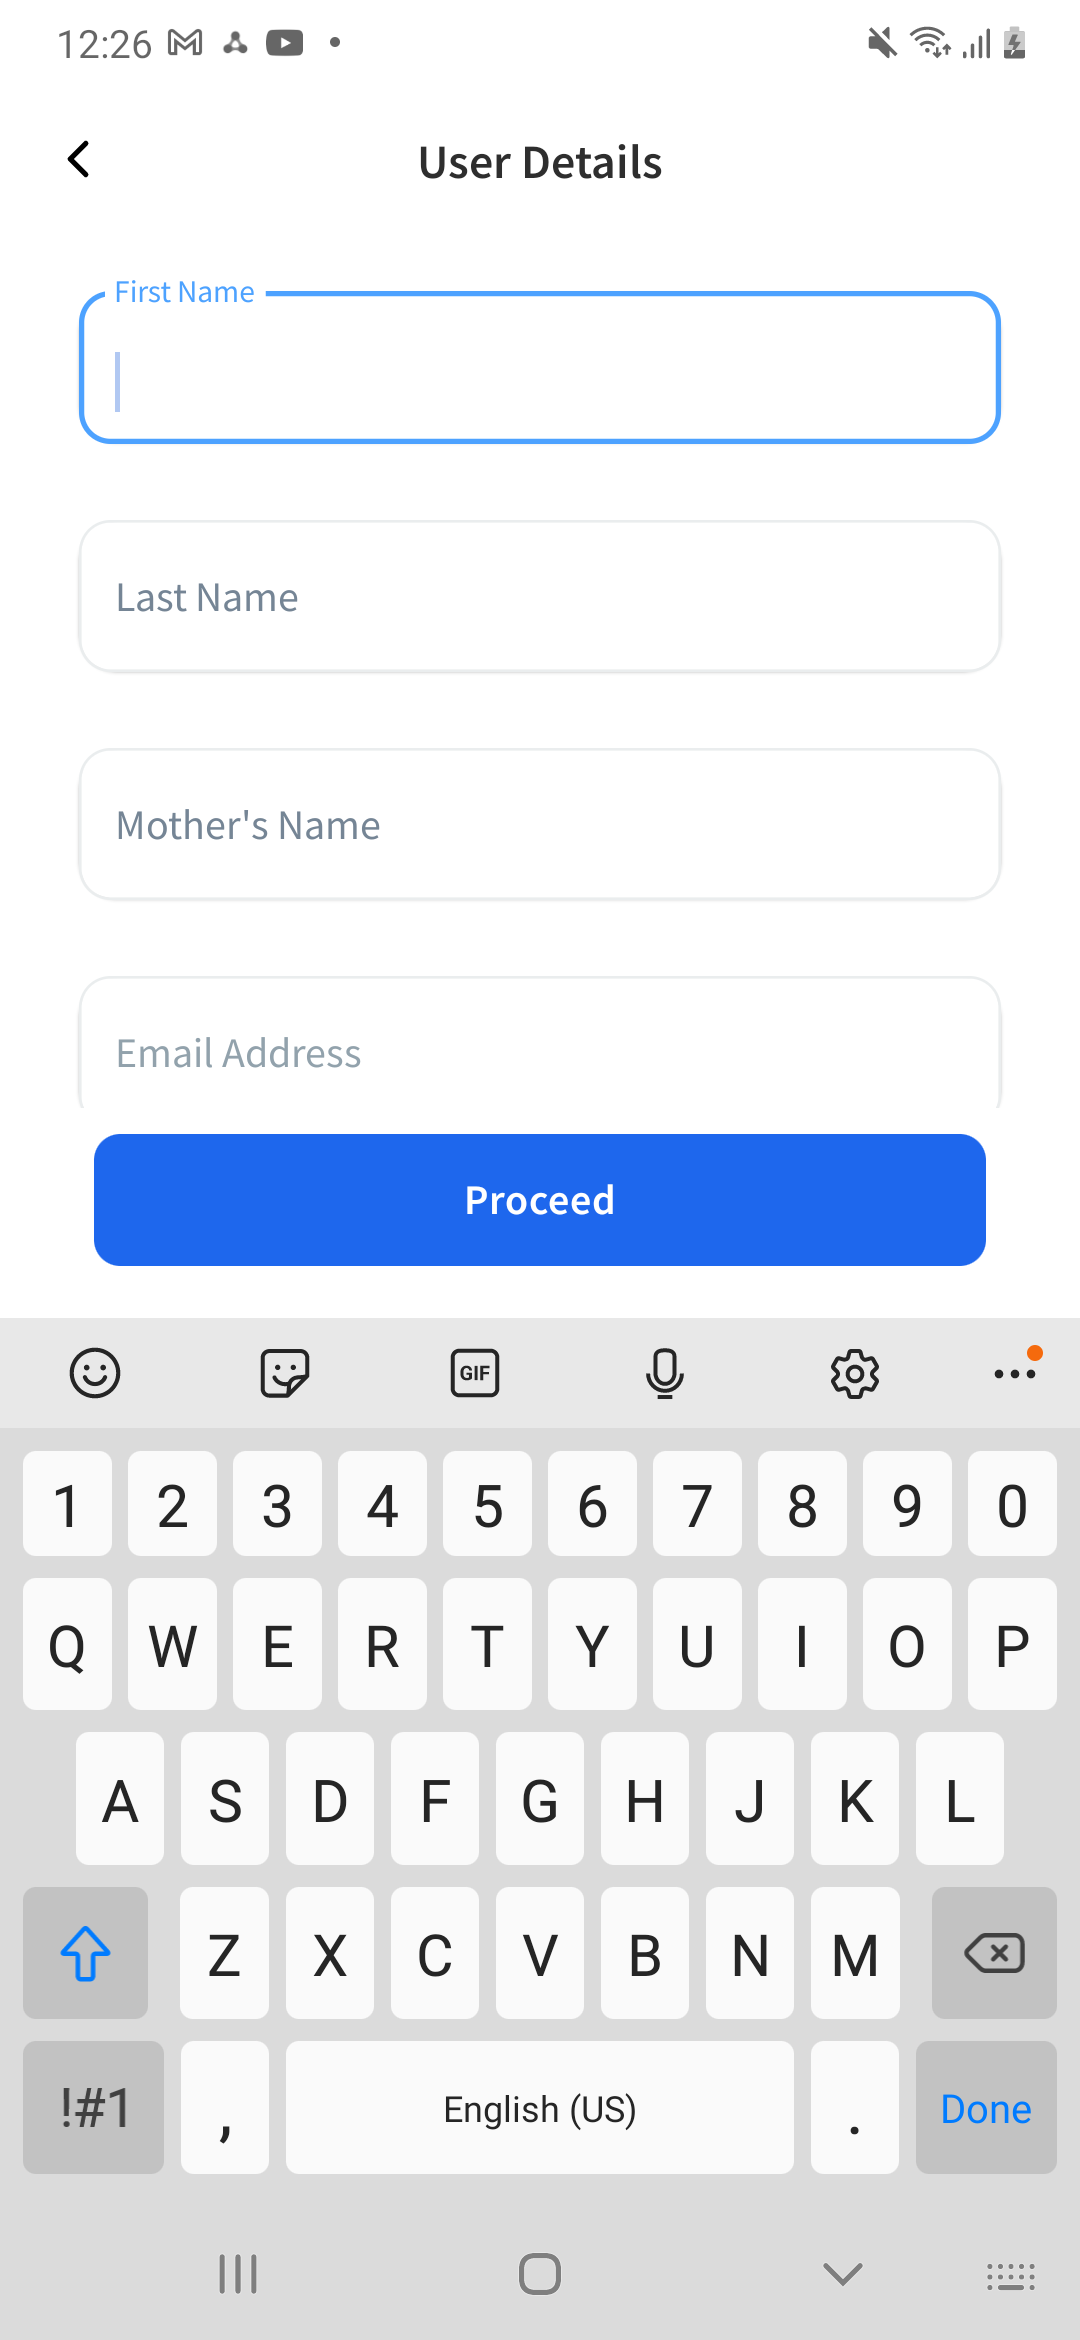 12:26
User Details
First Name
Last Name
Mother's Name
Email Address
Proceed
GIF
1 2 3 4 5 6 7 8 9 0
Q W E R T Y U I O P
A S D F G H J K L
Z X C V B N M
!#1 , English (US) . Done